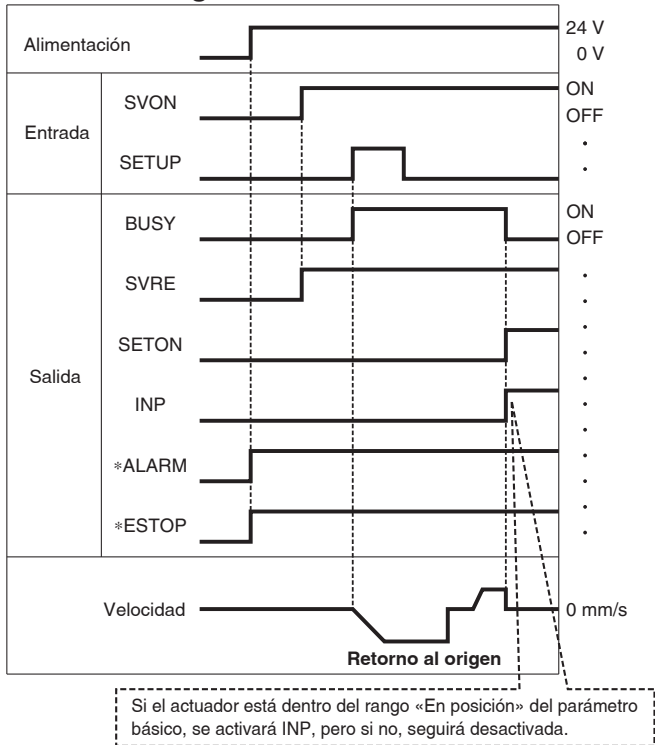 Alimentación
24 V
0 V
Entrada
SVON
ON
OFF
SETUP
Salida
BUSY
ON
OFF
SVRE
SETON
INP
*ALARM
*ESTOP
Velocidad
0 mm/s
Retorno al origen
Si el actuador está dentro del rango «En posición» del parámetro
básico, se activará INP, pero si no, seguirá desactivada.